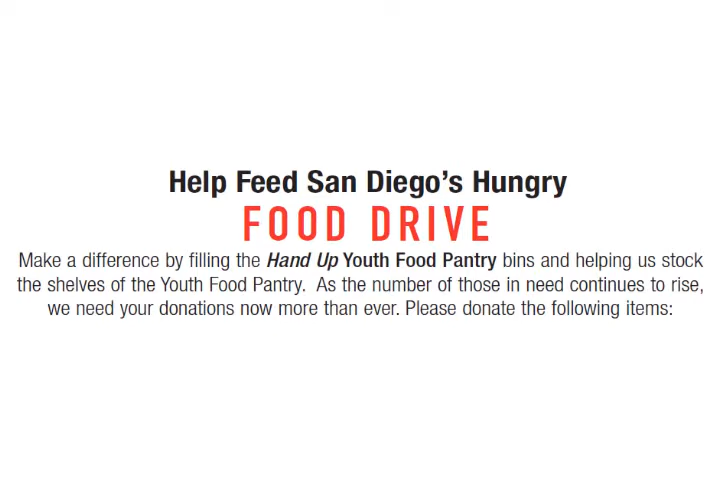 Help Feed San Diego’s Hungry
FOOD DRIVE
Make a difference by filling the Hand Up Youth Food Pantry bins and helping us stock
the shelves of the Youth Food Pantry.  As the number of those in need continues to rise,
we need your donations now more than ever. Please donate the following items: